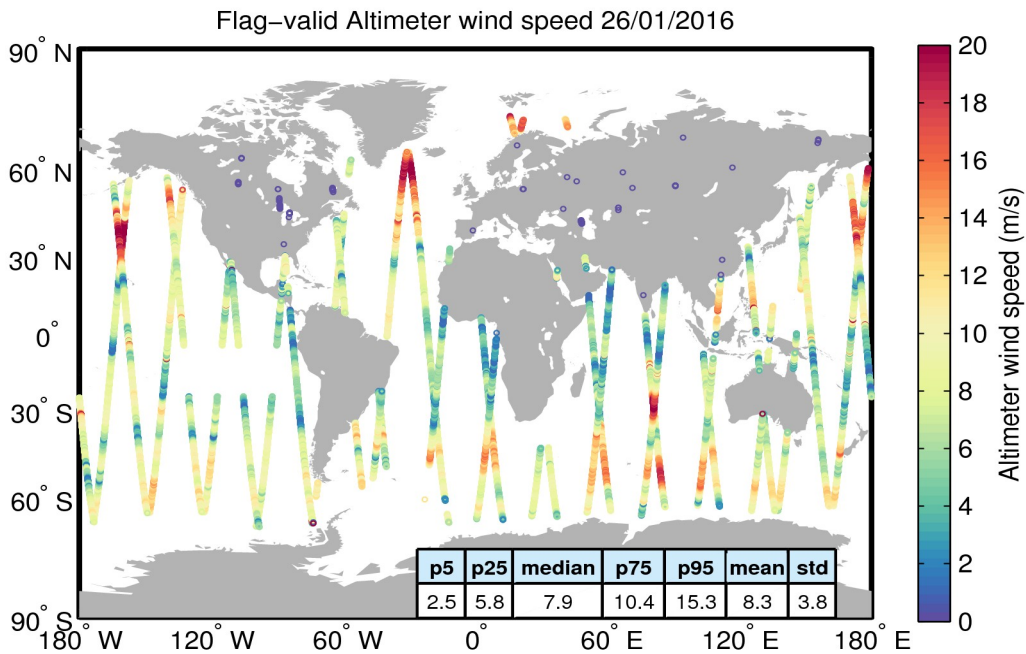 Flag−valid Altimeter wind speed 26/01/2016
90° N
60° N
30° N
0°
30° S
60° S
90° S
180° W
120° W
60° W
0°
60° E
120° E
180° E
p5 p25 median p75 p95 mean std
2.5 5.8 7.9 10.4 15.3 8.3 3.8
20
18
16
14
12
10
8
6
4
2
0
Altimeter wind speed (m/s)